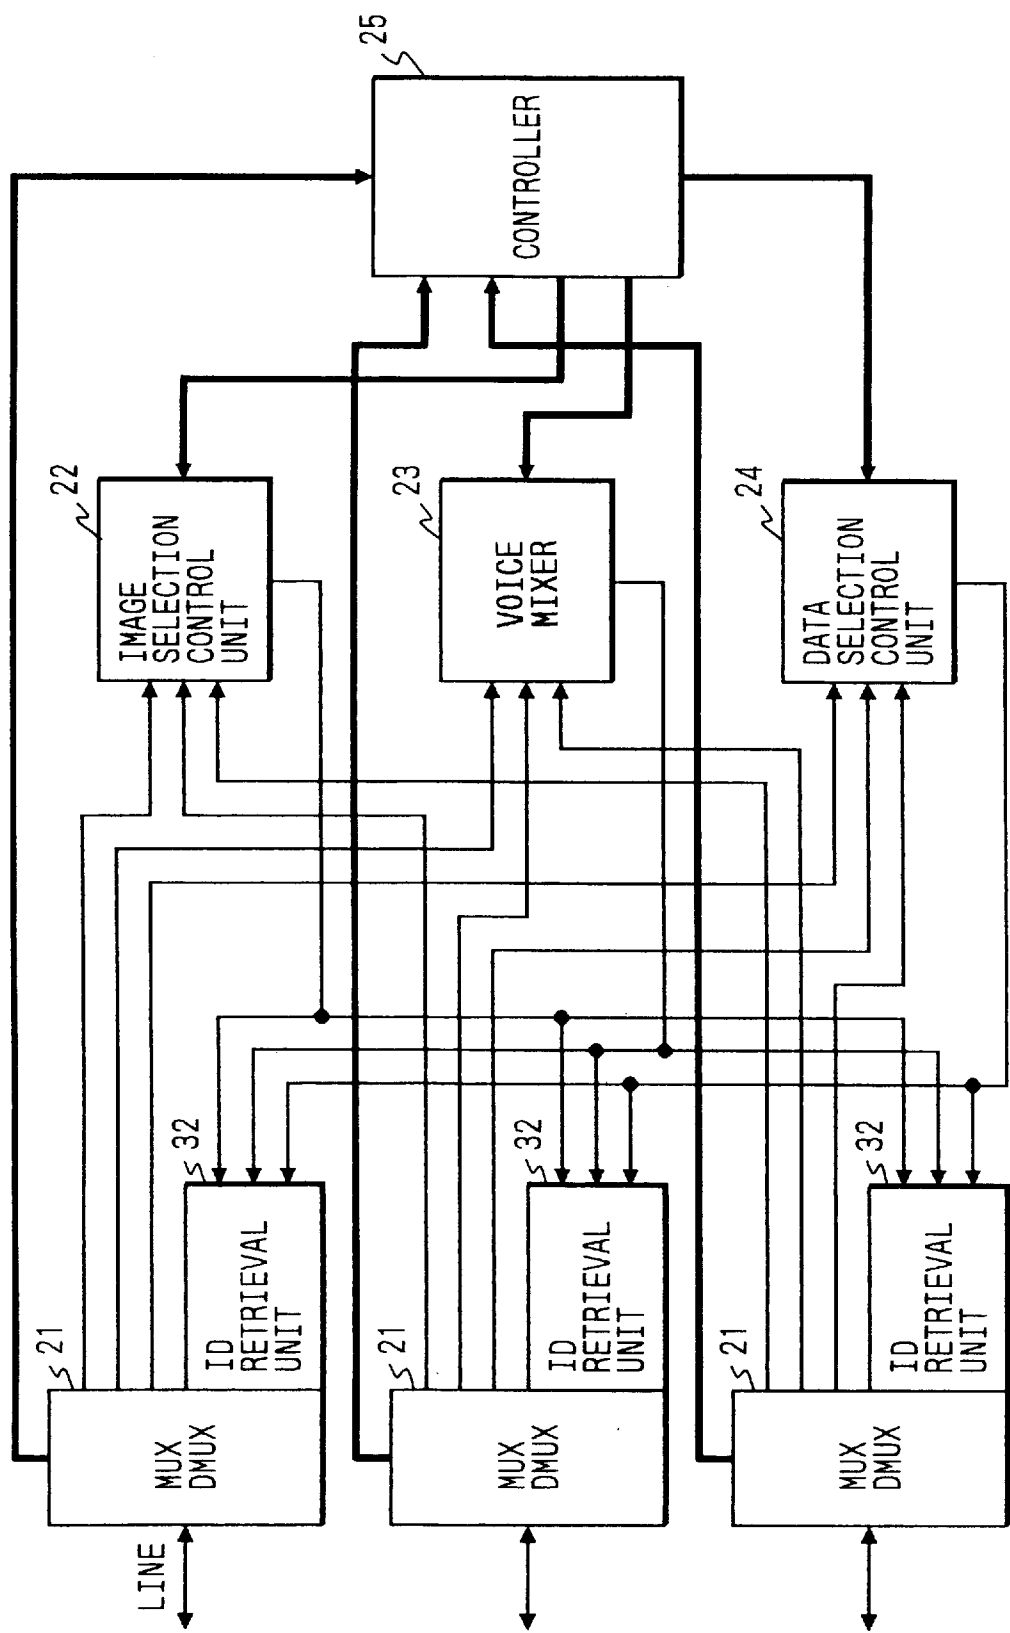 LINE
MUX
DMUX
21
ID
RETRIEVAL
UNIT
32
IMAGE
SELECTION
CONTROL
UNIT
22
MUX
DMUX
21
ID
RETRIEVAL
UNIT
32
VOICE
MIXER
23
CONTROLLER
25
MUX
DMUX
21
ID
RETRIEVAL
UNIT
32
DATA
SELECTION
CONTROL
UNIT
24